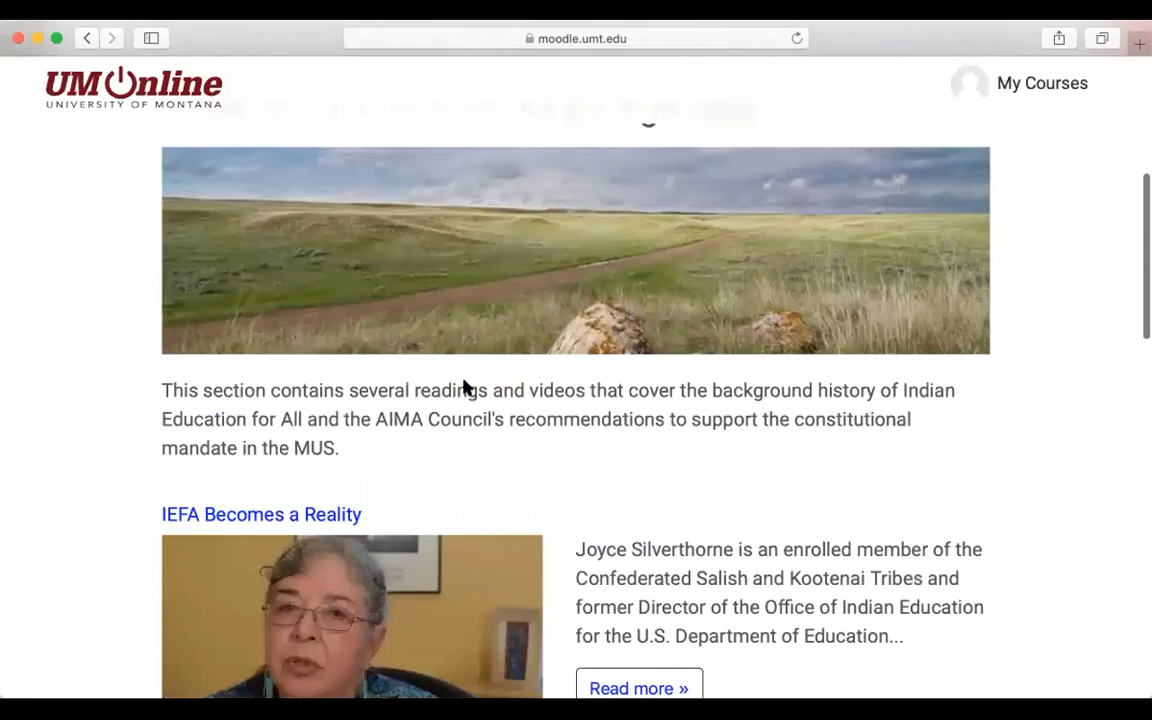 moodle.umt.edu
UM Online
UNIVERSITY OF MONTANA
My Courses
This section contains several readings and videos that cover the background history of Indian
Education for All and the AIMA Council's recommendations to support the constitutional
mandate in the MUS.
IEFA Becomes a Reality
Joyce Silverthorne is an enrolled member of the
Confederated Salish and Kootenai Tribes and
former Director of the Office of Indian Education
for the U.S. Department of Education...
Read more »